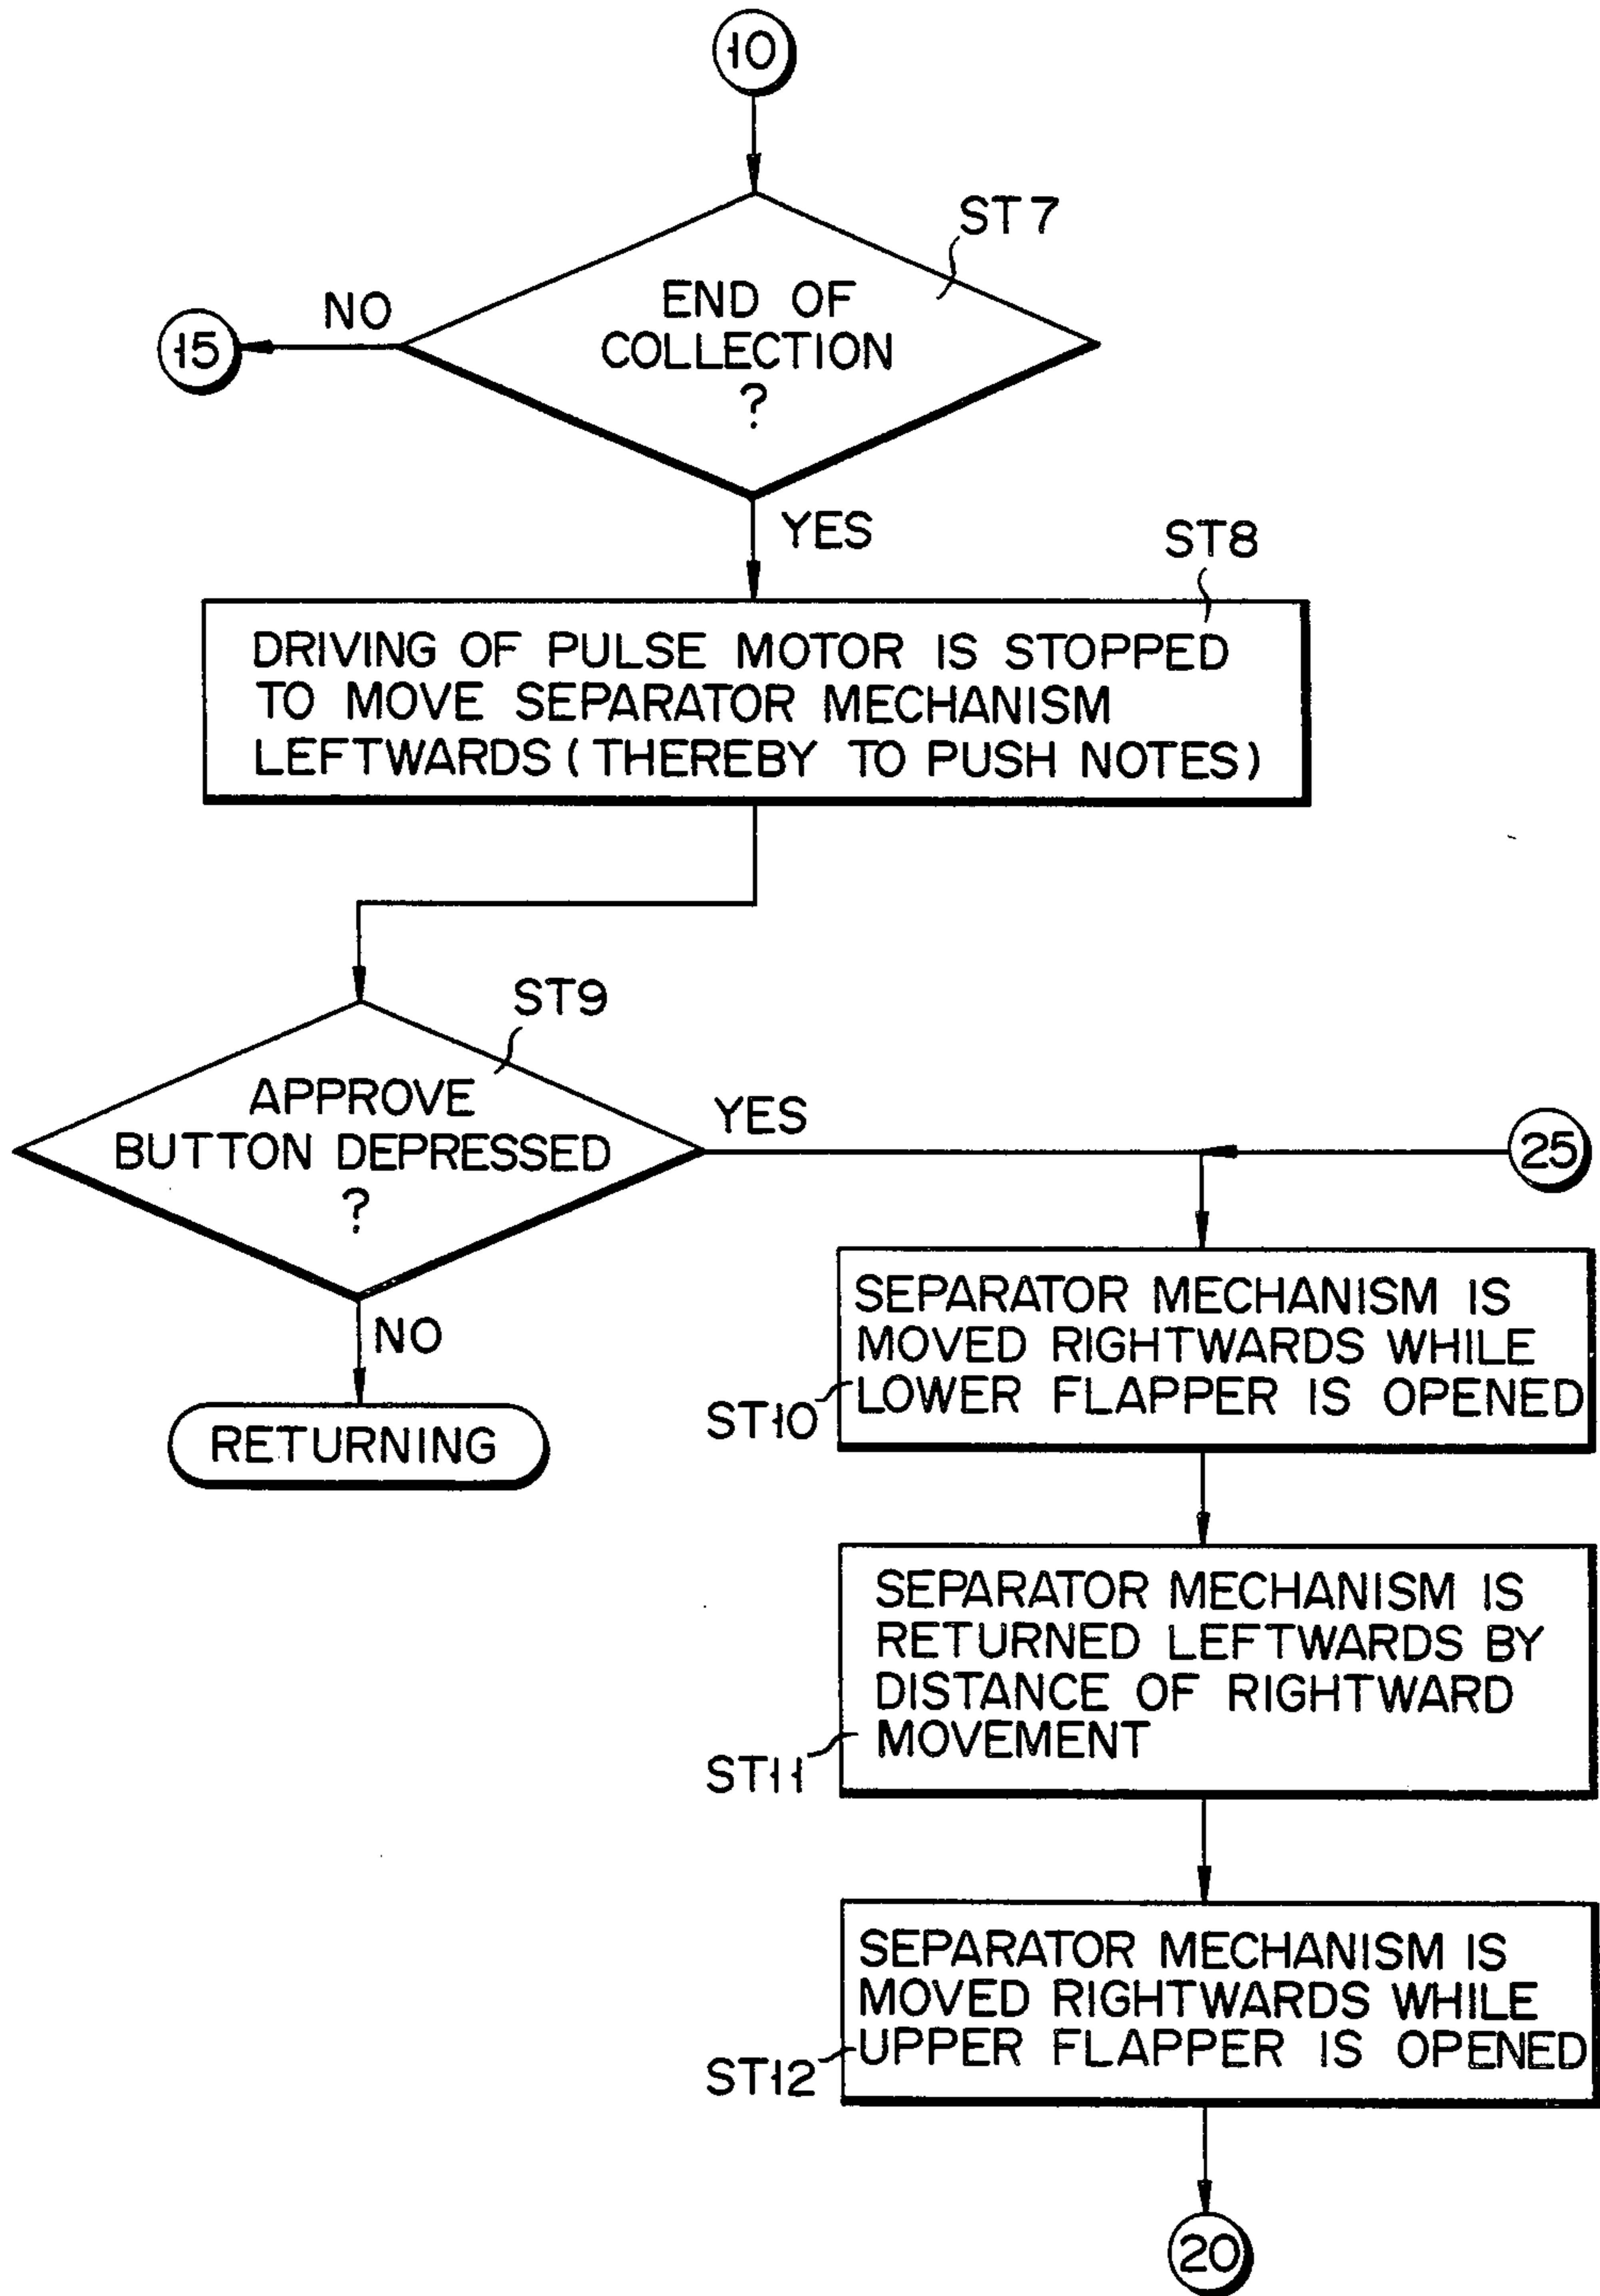 10
ST7
END OF
COLLECTION
?
NO
15
YES
ST8
DRIVING OF PULSE MOTOR IS STOPPED
TO MOVE SEPARATOR MECHANISM
LEFTWARDS (THEREBY TO PUSH NOTES)
ST9
APPROVE
BUTTON DEPRESSED
?
YES
25
NO
RETURNING
SEPARATOR MECHANISM IS
MOVED RIGHTWARDS WHILE
LOWER FLAPPER IS OPENED
ST10
SEPARATOR MECHANISM IS
RETURNED LEFTWARDS BY
DISTANCE OF RIGHTWARD
MOVEMENT
ST11
SEPARATOR MECHANISM IS
MOVED RIGHTWARDS WHILE
UPPER FLAPPER IS OPENED
ST12
20